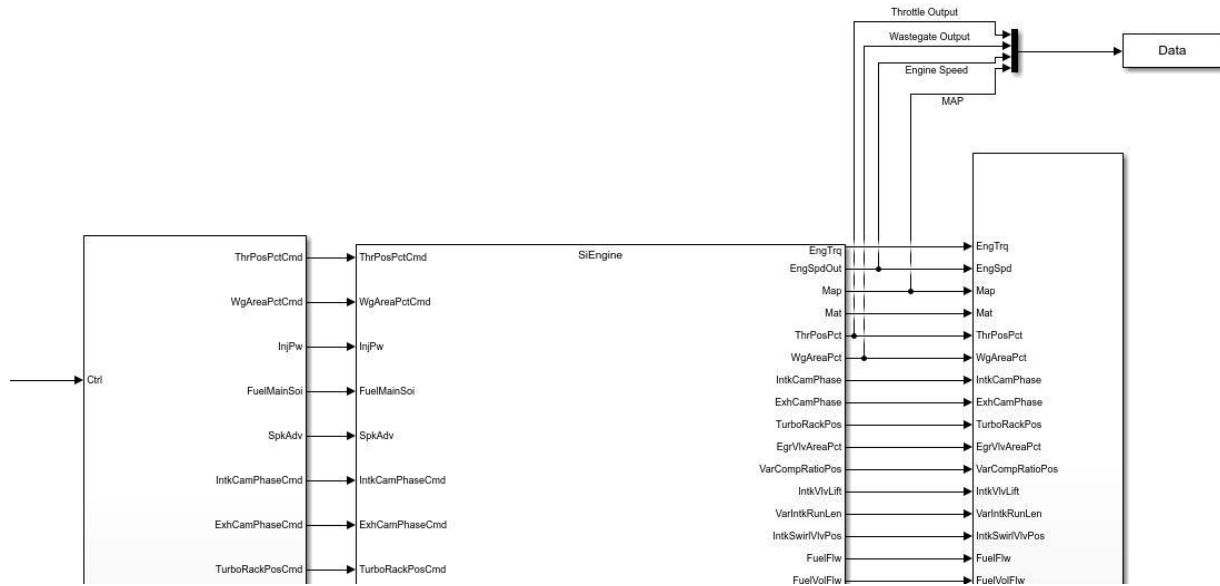 Throttle Output
Wastegate Output
Engine Speed
MAP
Data
Ctrl
ThrPosPctCmd
WgAreaPctCmd
InjPw
FuelMainSoi
SpkAdv
IntkCamPhaseCmd
ExhCamPhaseCmd
TurboRackPosCmd
SiEngine
ThrPosPctCmd
WgAreaPctCmd
InjPw
FuelMainSoi
SpkAdv
IntkCamPhaseCmd
ExhCamPhaseCmd
TurboRackPosCmd
EngTrq
EngSpdOut
Map
Mat
ThrPosPct
WgAreaPct
IntkCamPhase
ExhCamPhase
TurboRackPos
EgrVlvAreaPct
VarCompRatioPos
IntkVlvLift
VarIntkRunLen
IntkSwirlVlvPos
FuelFlw
FuelVolFlw
EngTrq
EngSpd
Map
Mat
ThrPosPct
WgAreaPct
IntkCamPhase
ExhCamPhase
TurboRackPos
EgrVlvAreaPct
VarCompRatioPos
IntkVlvLift
VarIntkRunLen
IntkSwirlVlvPos
FuelFlw
FuelVolFlw